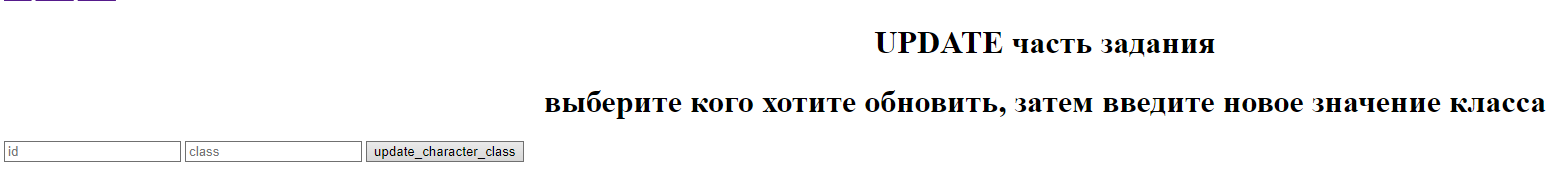 UPDATE часть задания
выберите кого хотите обновить, затем введите новое значение класса
id class update_character_class